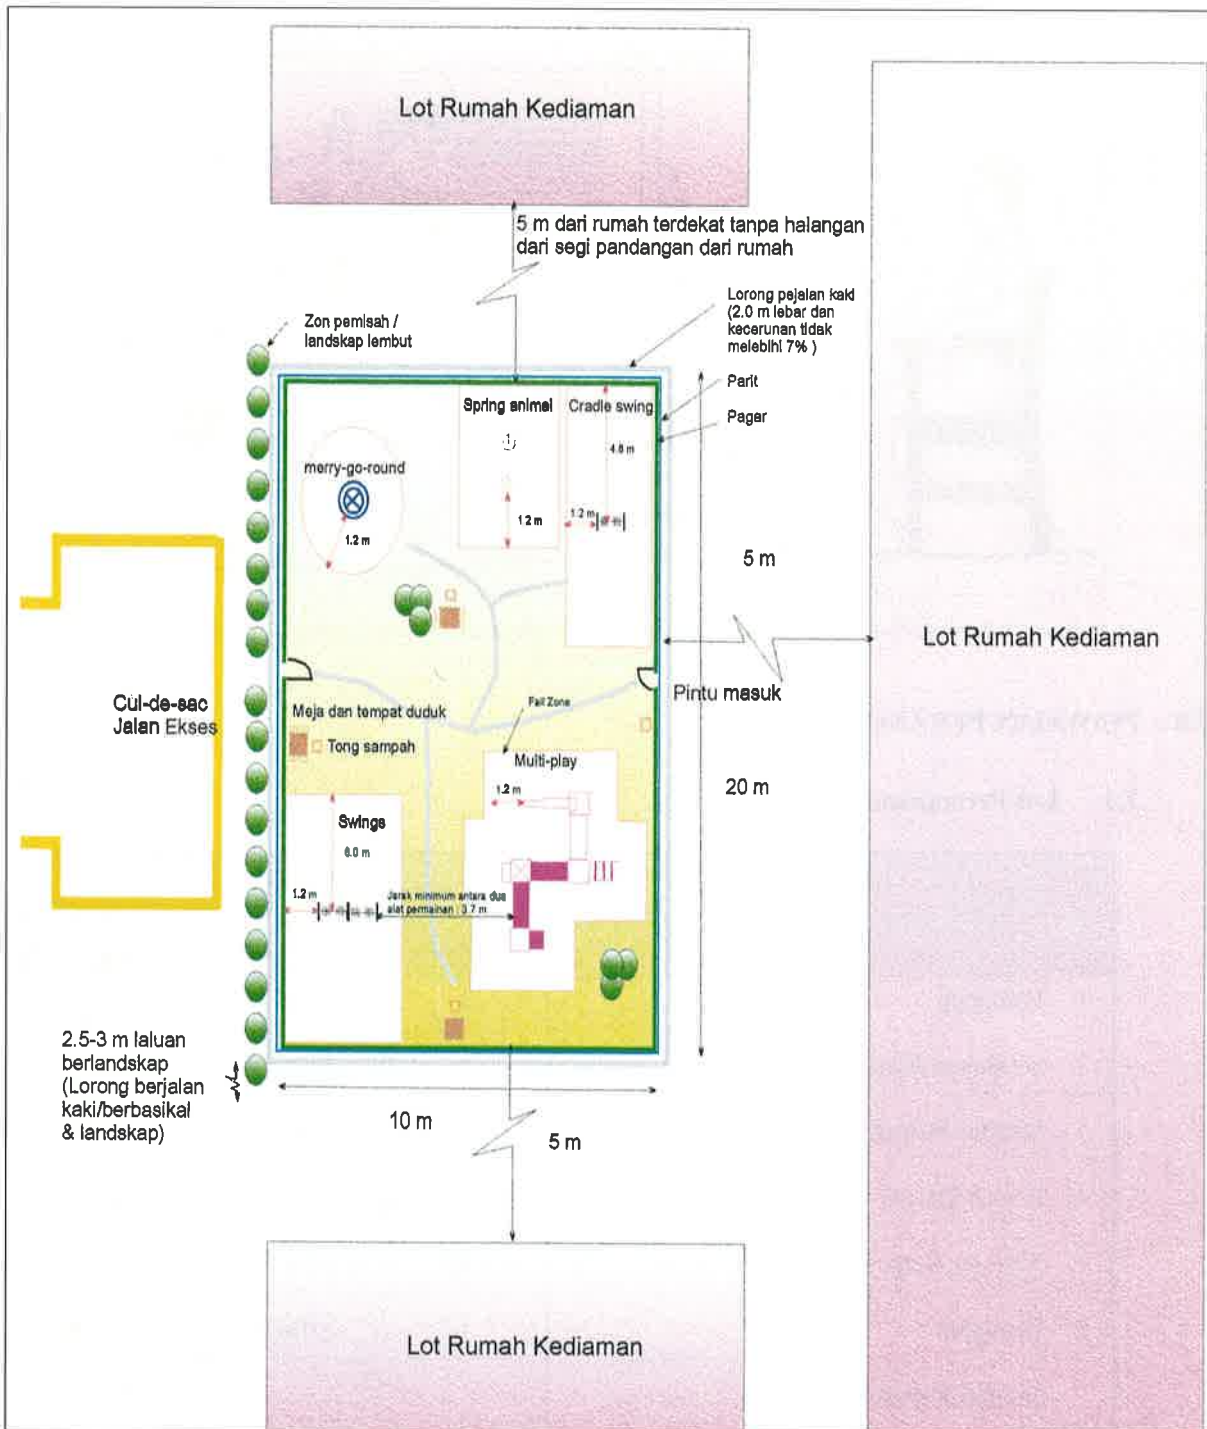 Lot Rumah Kediaman
5 m dari rumah terdekat tanpa halangan
dari segi pandangan dari rumah
Lorong pejalan kaki
(2.0 m lebar dan
kecerunan tidak
melebihi 7% )
Zon pemisah /
landskap lembut
Parit
Pagar
Spring animal
Cradle swing
4.8 m
merry-go-round
1.2 m
1.2 m
1.2 m
5 m
Lot Rumah Kediaman
Cul-de-sac
Jalan Ekses
Pintu masuk
Meja dan tempat duduk
Fall Zone
Tong sampah
Multi-play
1.2 m
20 m
Swings
6.0 m
1.2 m
Jarak minimum antara dua
alat permainan : 3.7 m
2.5-3 m laluan
berlandskap
(Lorong berjalan
kaki/berbasikal
& landskap)
10 m
5 m
Lot Rumah Kediaman